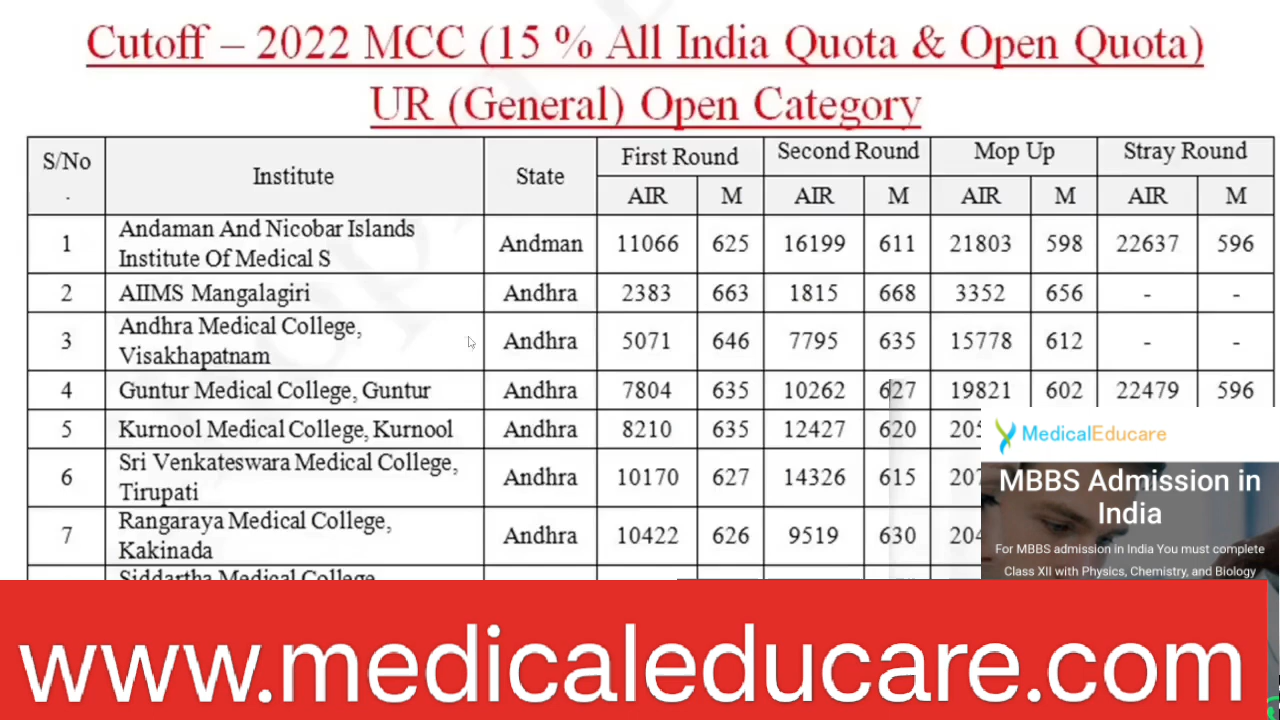 Cutoff – 2022 MCC (15 % All India Quota & Open Quota)
UR (General) Open Category
S/No . Institute State First Round Second Round Mop Up Stray Round
AIR M AIR M AIR M AIR M
1 Andaman And Nicobar Islands Institute Of Medical S Andman 11066 625 16199 611 21803 598 22637 596
2 AIIMS Mangalagiri Andhra 2383 663 1815 668 3352 656 - -
3 Andhra Medical College, Visakhapatnam Andhra 5071 646 7795 635 15778 612 - -
4 Guntur Medical College, Guntur Andhra 7804 635 10262 627 19821 602 22479 596
5 Kurnool Medical College, Kurnool Andhra 8210 635 12427 620
6 Sri Venkateswara Medical College, Tirupati Andhra 10170 627 14326 615
7 Rangaraya Medical College, Kakinada Andhra 10422 626 9519 630
Siddartha Medical College
MedicalEducare
MBBS Admission in
India
For MBBS admission in India You must complete
Class XII with Physics, Chemistry, and Biology
www.medicaleducare.com